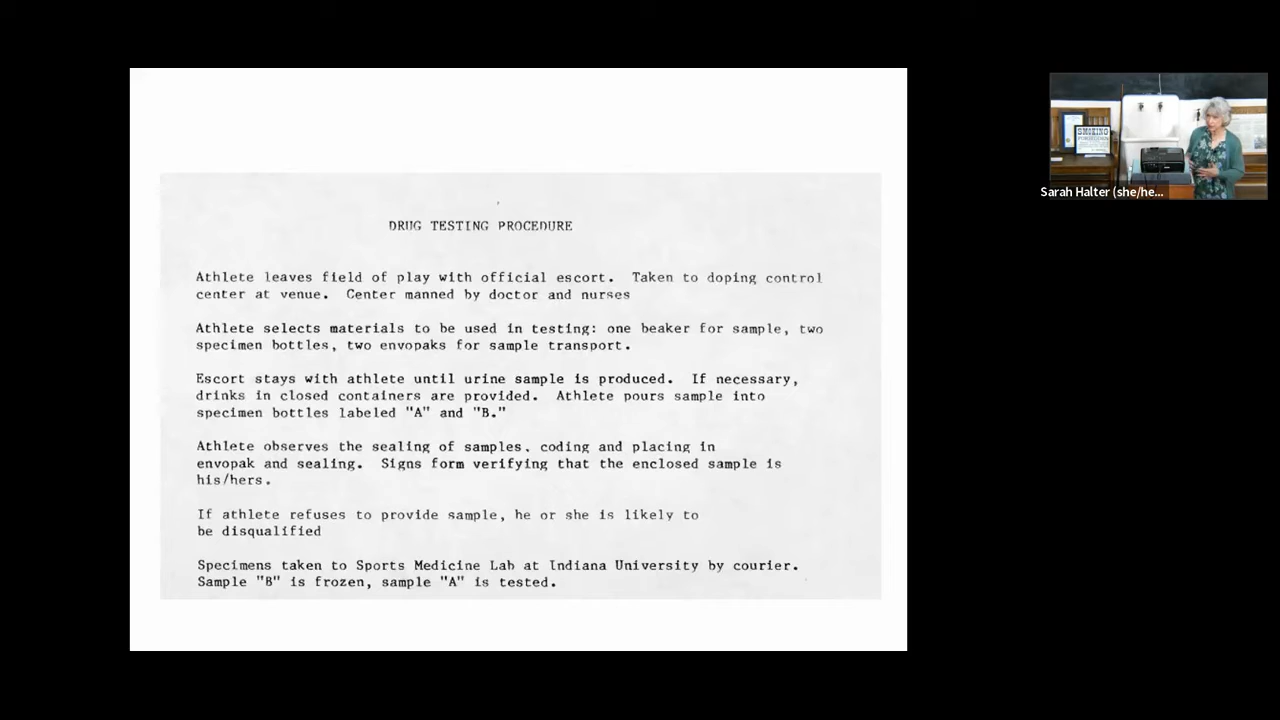 DRUG TESTING PROCEDURE
Athlete leaves field of play with official escort. Taken to doping control
center at venue. Center manned by doctor and nurses
Athlete selects materials to be used in testing: one beaker for sample, two
specimen bottles, two envopaks for sample transport.
Escort stays with athlete until urine sample is produced. If necessary,
drinks in closed containers are provided. Athlete pours sample into
specimen bottles labeled "A" and "B."
Athlete observes the sealing of samples, coding and placing in
envopak and sealing. Signs form verifying that the enclosed sample is
his/hers.
If athlete refuses to provide sample, he or she is likely to
be disqualified
Specimens taken to Sports Medicine Lab at Indiana University by courier.
Sample "B" is frozen, sample "A" is tested.
SMOKING
Sarah Halter (she/he...